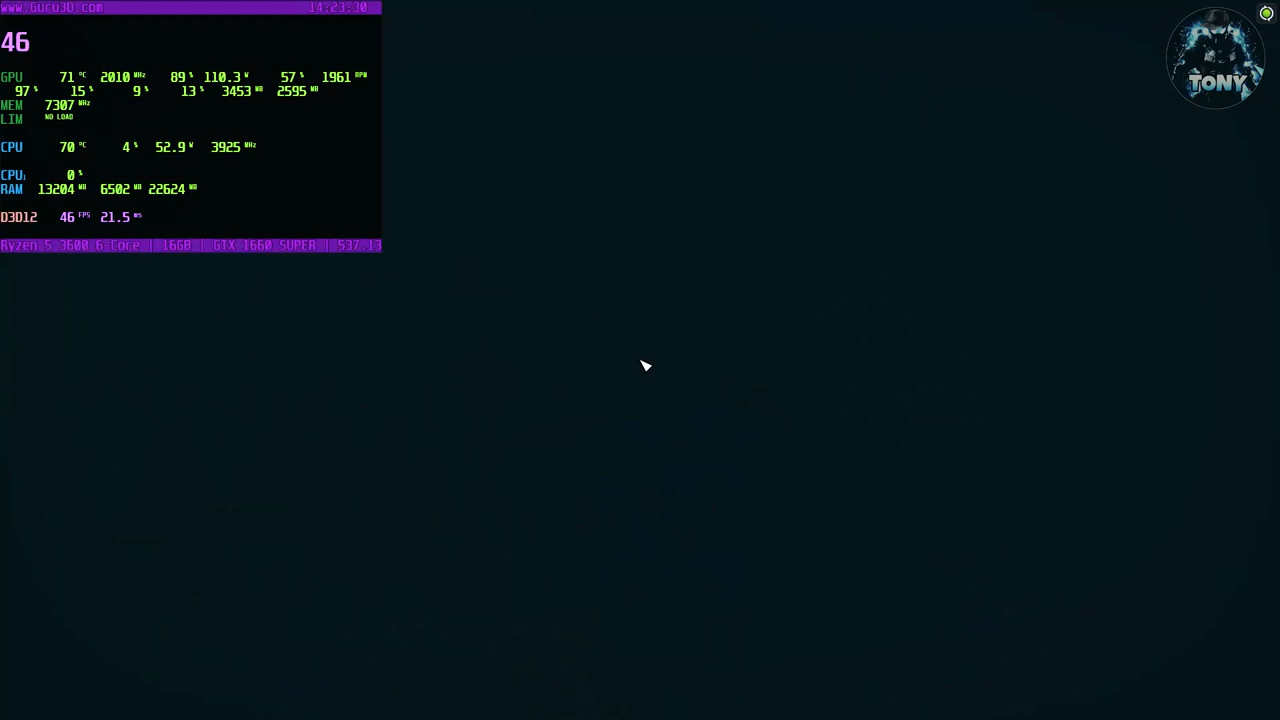 www.Guru3D.com 14:23:30
46
GPU 71 °C 2010 MHz 89 % 110.3 W 57 % 1961 RPM
97 % 15 % 9 % 13 % 3453 MB 2595 MB
MEM 7307 MHz
LIM NO LOAD
CPU 70 °C 4 % 52.9 W 3925 MHz
CPU1 0 %
RAM 13204 MB 6502 MB 22624 MB
D3D12 46 FPS 21.5 ms
Ryzen 5 3600 6-Core | 16GB | GTX 1660 SUPER | 537.13
TONY